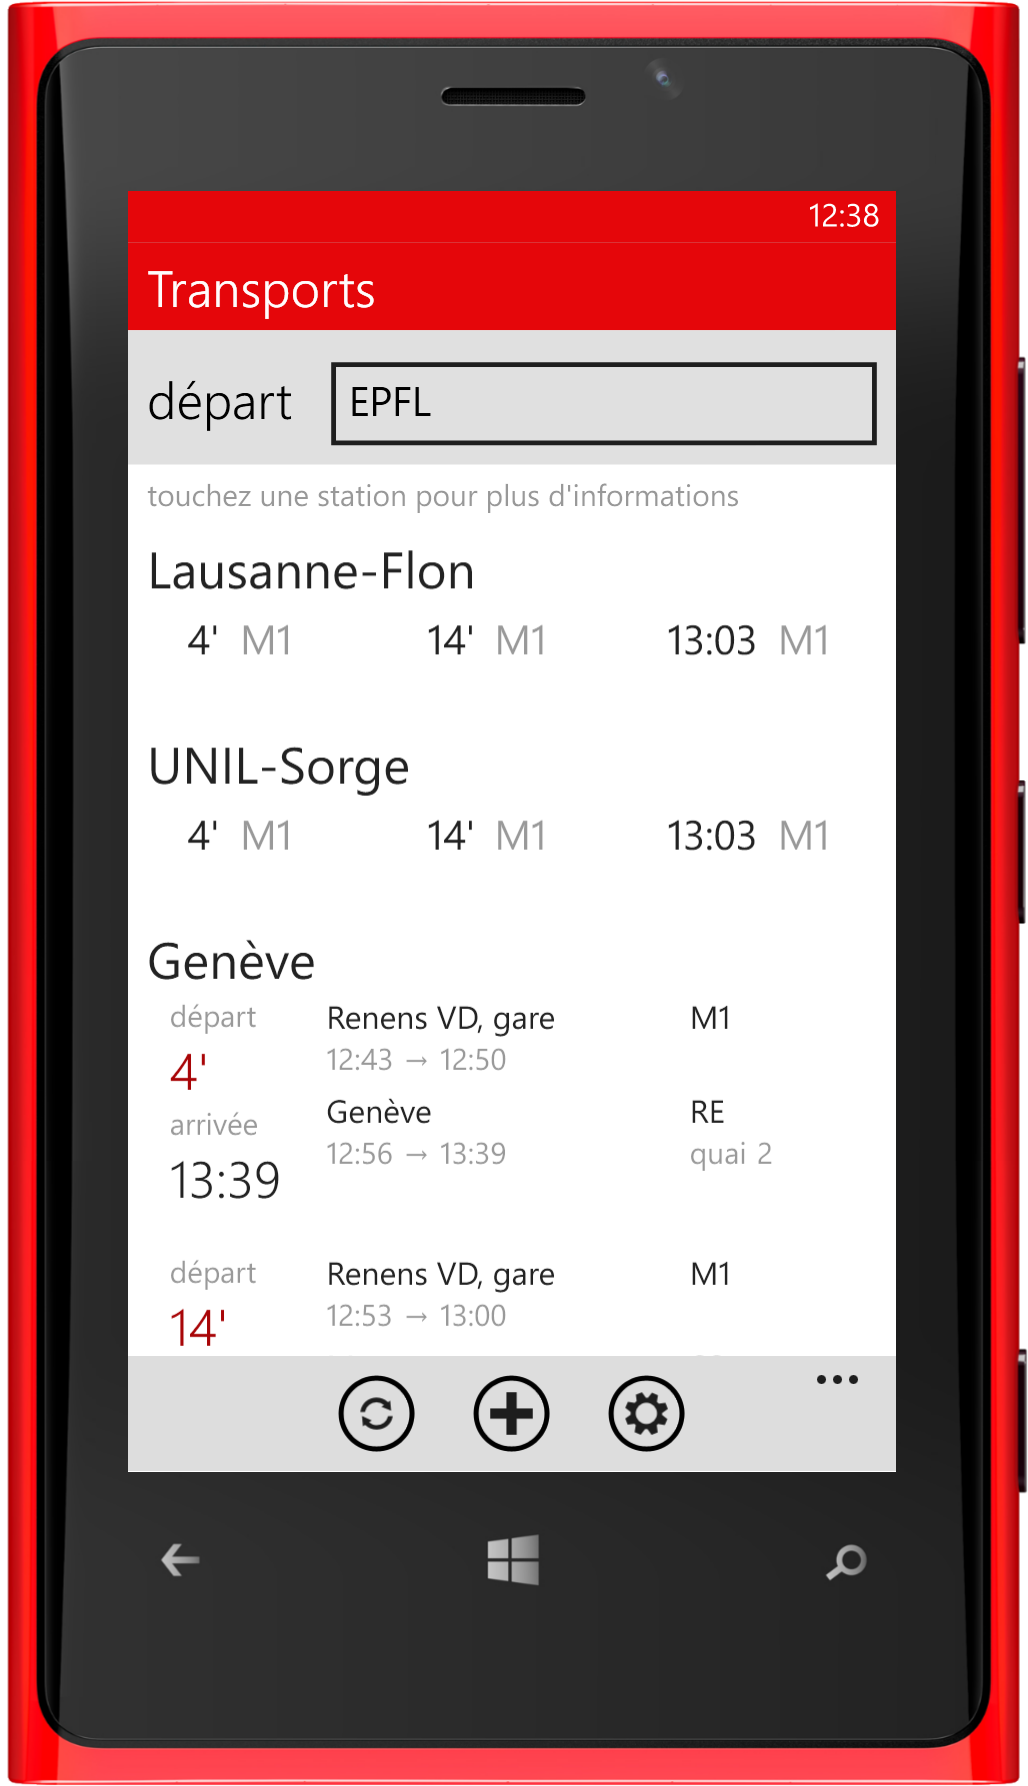 12:38
Transports
départ EPFL
touchez une station pour plus d'informations
Lausanne-Flon
4' M1 14' M1 13:03 M1
UNIL-Sorge
4' M1 14' M1 13:03 M1
Genève
départ Renens VD, gare M1
4' 12:43 → 12:50
arrivée Genève RE
13:39 12:56 → 13:39 quai 2
départ Renens VD, gare M1
14' 12:53 → 13:00